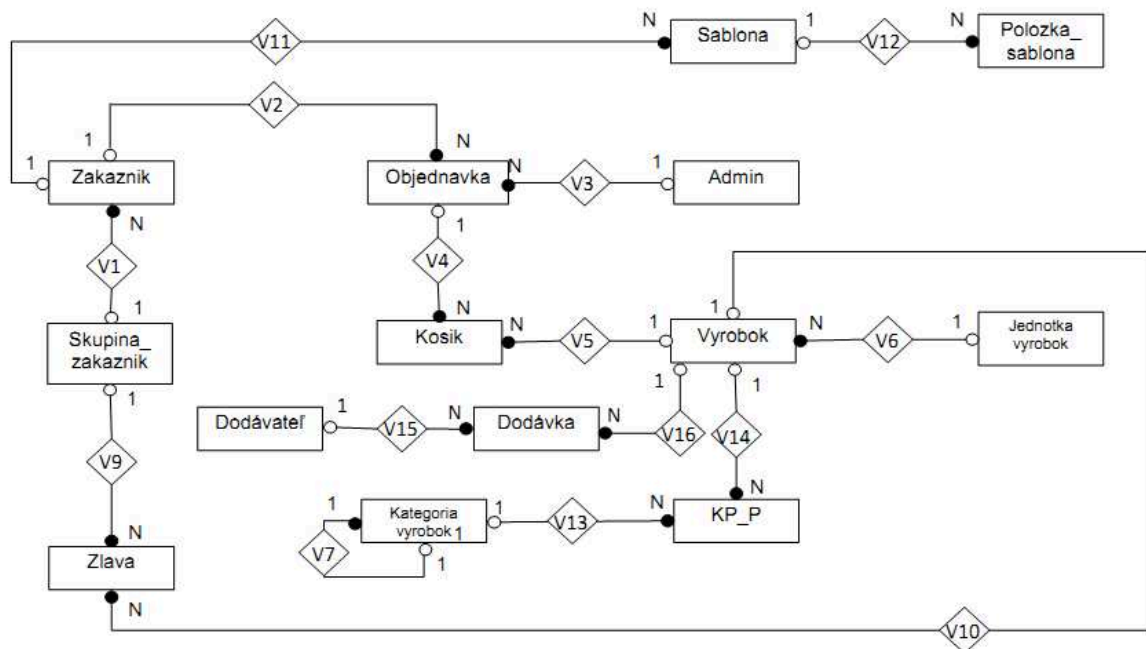 V11
N
Sablona
1
V12
N
Polozka_
sablona
V2
1
N
1
Zakaznik
Objednavka
N
V3
1
Admin
N
1
V1
V4
1
N
Skupina_
zakaznik
Kosik
N
V5
1
1
Vyrobok
N
V6
1
Jednotka
vyrobok
1
1
1
V9
Dodávateľ
1
V15
N
Dodávka
N
V16
V14
N
1
Kategoria
vyrobok
1
1
V13
N
KP_P
V7
1
N
Zlava
N
V10